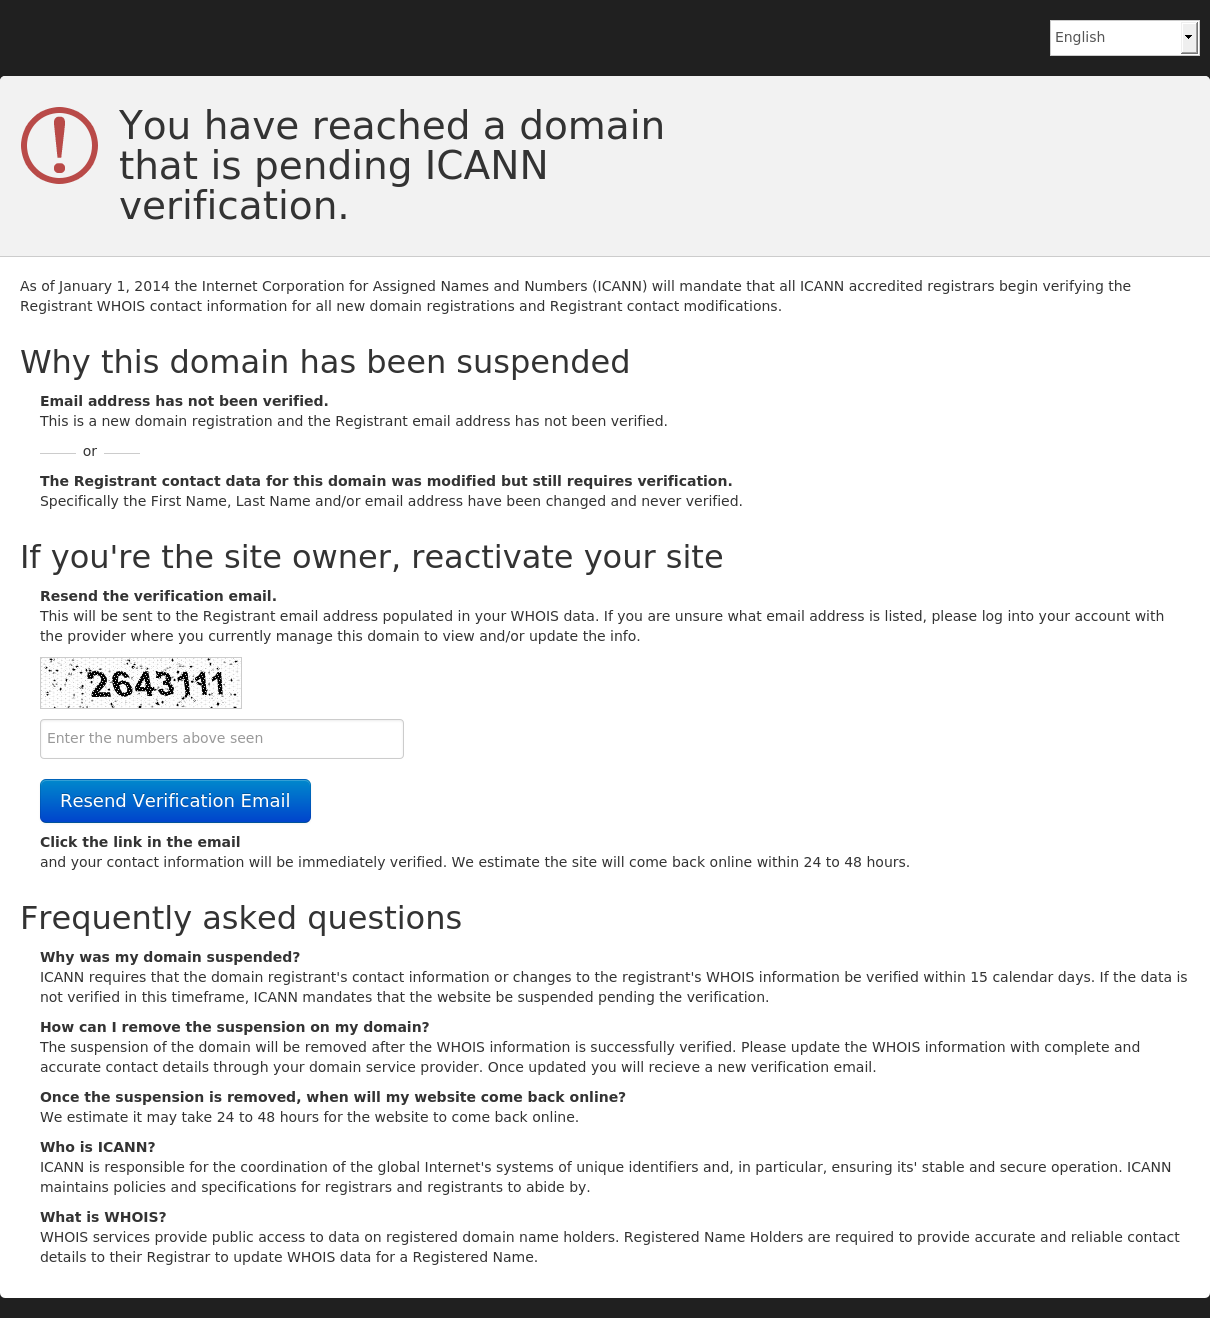 English
You have reached a domain
that is pending ICANN
verification.
As of January 1, 2014 the Internet Corporation for Assigned Names and Numbers (ICANN) will mandate that all ICANN accredited registrars begin verifying the
Registrant WHOIS contact information for all new domain registrations and Registrant contact modifications.
Why this domain has been suspended
Email address has not been verified.
This is a new domain registration and the Registrant email address has not been verified.
or
The Registrant contact data for this domain was modified but still requires verification.
Specifically the First Name, Last Name and/or email address have been changed and never verified.
If you're the site owner, reactivate your site
Resend the verification email.
This will be sent to the Registrant email address populated in your WHOIS data. If you are unsure what email address is listed, please log into your account with
the provider where you currently manage this domain to view and/or update the info.
2643111
Enter the numbers above seen
Resend Verification Email
Click the link in the email
and your contact information will be immediately verified. We estimate the site will come back online within 24 to 48 hours.
Frequently asked questions
Why was my domain suspended?
ICANN requires that the domain registrant's contact information or changes to the registrant's WHOIS information be verified within 15 calendar days. If the data is
not verified in this timeframe, ICANN mandates that the website be suspended pending the verification.
How can I remove the suspension on my domain?
The suspension of the domain will be removed after the WHOIS information is successfully verified. Please update the WHOIS information with complete and
accurate contact details through your domain service provider. Once updated you will recieve a new verification email.
Once the suspension is removed, when will my website come back online?
We estimate it may take 24 to 48 hours for the website to come back online.
Who is ICANN?
ICANN is responsible for the coordination of the global Internet's systems of unique identifiers and, in particular, ensuring its' stable and secure operation. ICANN
maintains policies and specifications for registrars and registrants to abide by.
What is WHOIS?
WHOIS services provide public access to data on registered domain name holders. Registered Name Holders are required to provide accurate and reliable contact
details to their Registrar to update WHOIS data for a Registered Name.